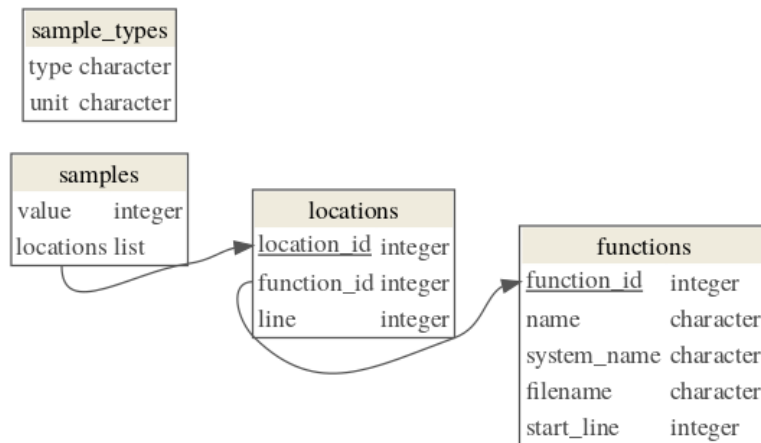 sample_types
type character
unit character
samples
value integer
locations list
locations
location_id integer
function_id integer
line integer
functions
function_id integer
name character
system_name character
filename character
start_line integer